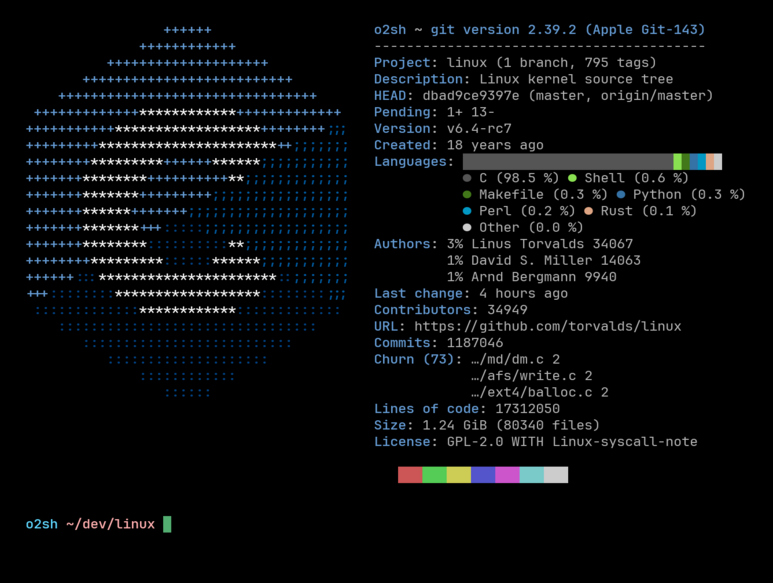 o2sh ~ git version 2.39.2 (Apple Git-143)
-----------------------------------------
Project: linux (1 branch, 795 tags)
Description: Linux kernel source tree
HEAD: dbad9ce9397e (master, origin/master)
Pending: 1+ 13-
Version: v6.4-rc7
Created: 18 years ago
Languages:
● C (98.5 %) ● Shell (0.6 %)
● Makefile (0.3 %) ● Python (0.3 %)
● Perl (0.2 %) ● Rust (0.1 %)
● Other (0.0 %)
Authors: 3% Linus Torvalds 34067
1% David S. Miller 14063
1% Arnd Bergmann 9940
Last change: 4 hours ago
Contributors: 34949
URL: https://github.com/torvalds/linux
Commits: 1187046
Churn (73): …/md/dm.c 2
…/afs/write.c 2
…/ext4/balloc.c 2
Lines of code: 17312050
Size: 1.24 GiB (80340 files)
License: GPL-2.0 WITH Linux-syscall-note
o2sh ~/dev/linux